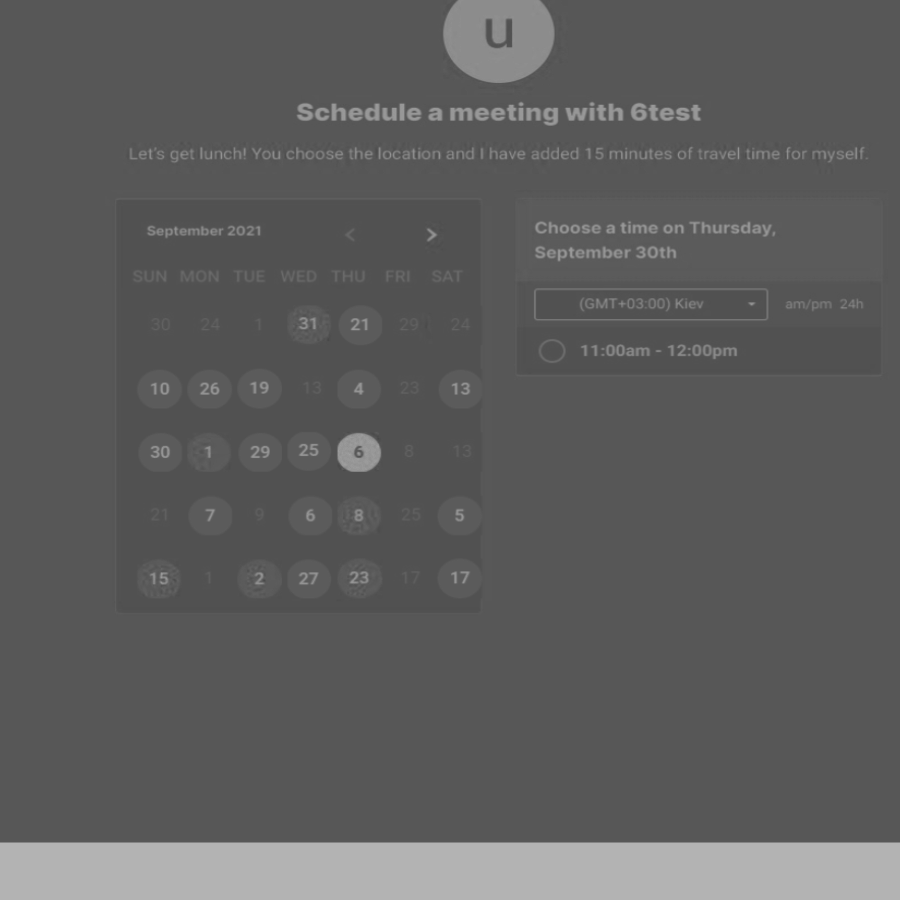 u
Schedule a meeting with 6test
Let's get lunch! You choose the location and I have added 15 minutes of travel time for myself.
September 2021 < >
SUN MON TUE WED THU FRI SAT
30 24 1 31 21 29 24
10 26 19 13 4 23 13
30 1 29 25 6 8 13
21 7 9 6 8 25 5
15 1 2 27 23 17 17
Choose a time on Thursday,
September 30th
(GMT+03:00) Kiev am/pm 24h
11:00am - 12:00pm